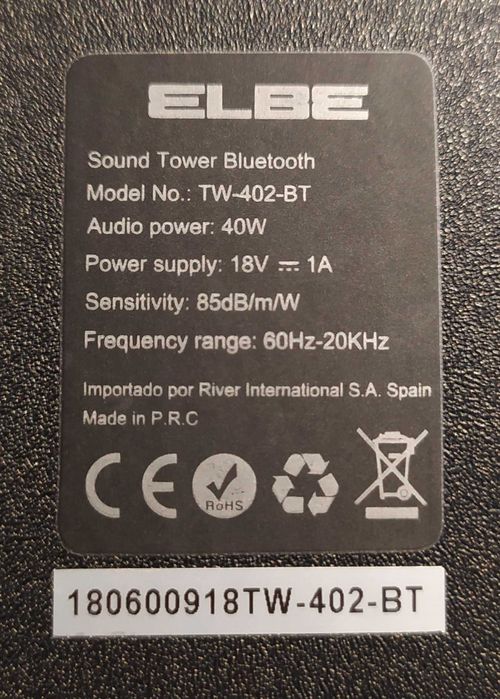 ELBE
Sound Tower Bluetooth
Model No.: TW-402-BT
Audio power: 40W
Power supply: 18V ⎓ 1A
Sensitivity: 85dB/m/W
Frequency range: 60Hz-20KHz
Importado por River International S.A. Spain
Made in P.R.C
CE RoHS
180600918TW-402-BT